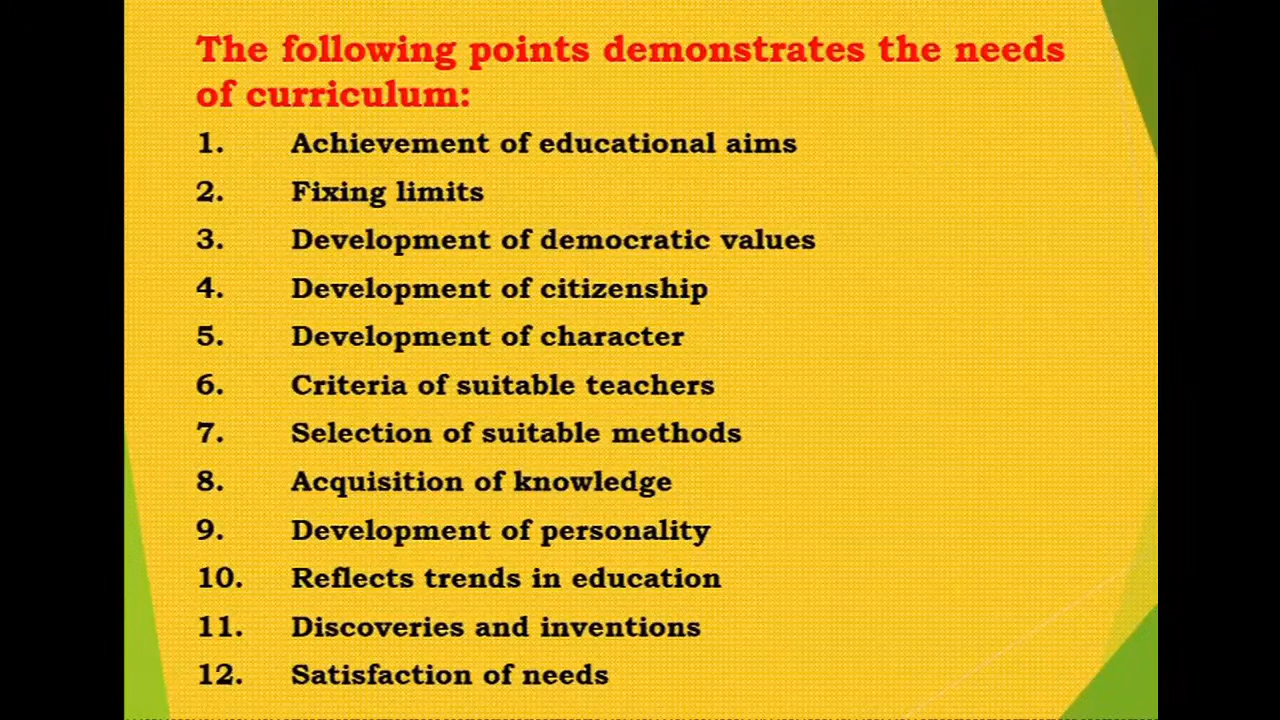 The following points demonstrates the needs
of curriculum:
1. Achievement of educational aims
2. Fixing limits
3. Development of democratic values
4. Development of citizenship
5. Development of character
6. Criteria of suitable teachers
7. Selection of suitable methods
8. Acquisition of knowledge
9. Development of personality
10. Reflects trends in education
11. Discoveries and inventions
12. Satisfaction of needs